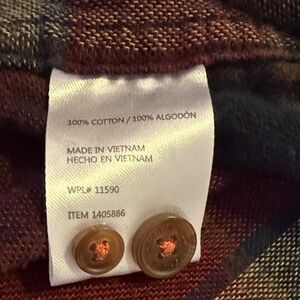 100% COTTON / 100% ALGODÓN
MADE IN VIETNAM
HECHO EN VIETNAM
WPL# 11590
ITEM 1405886